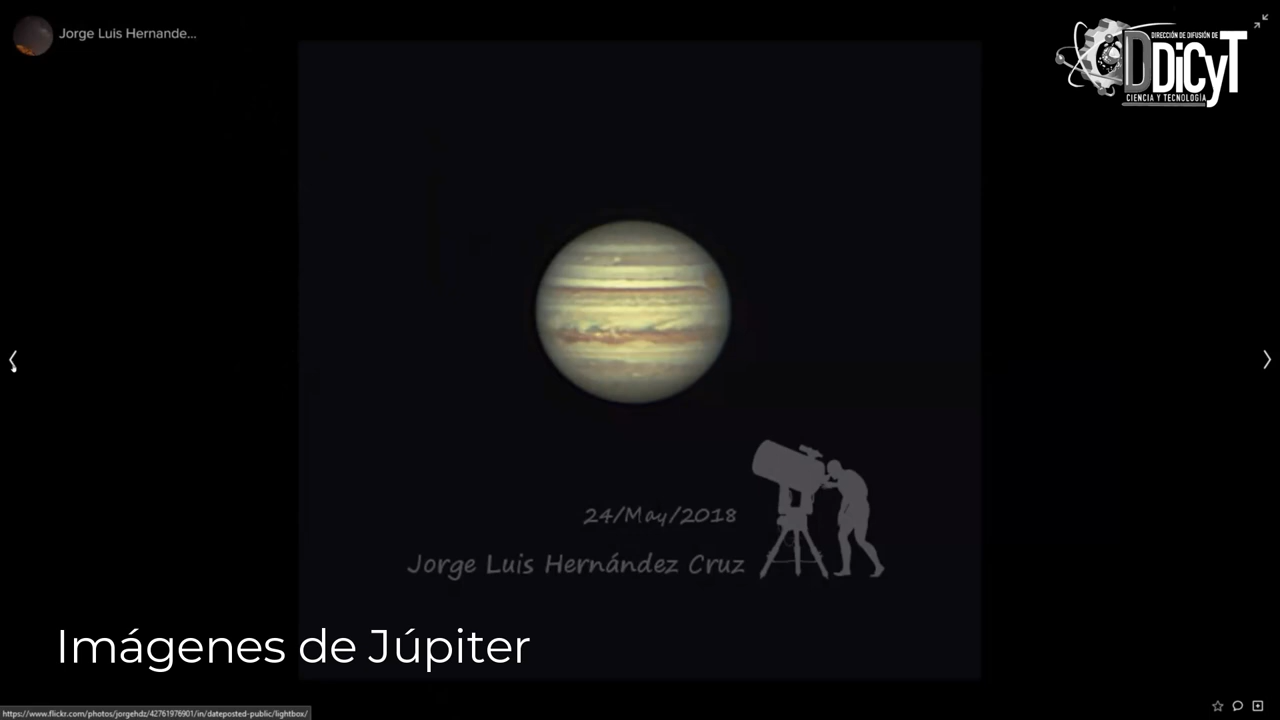 Jorge Luis Hernande...
DIRECCIÓN DE DIFUSIÓN DE
DDiCyT
CIENCIA Y TECNOLOGÍA
24/May/2018
Jorge Luis Hernández Cruz
Imágenes de Júpiter
https://www.flickr.com/photos/jorgehdz/42761976901/in/dateposted-public/lightbox/